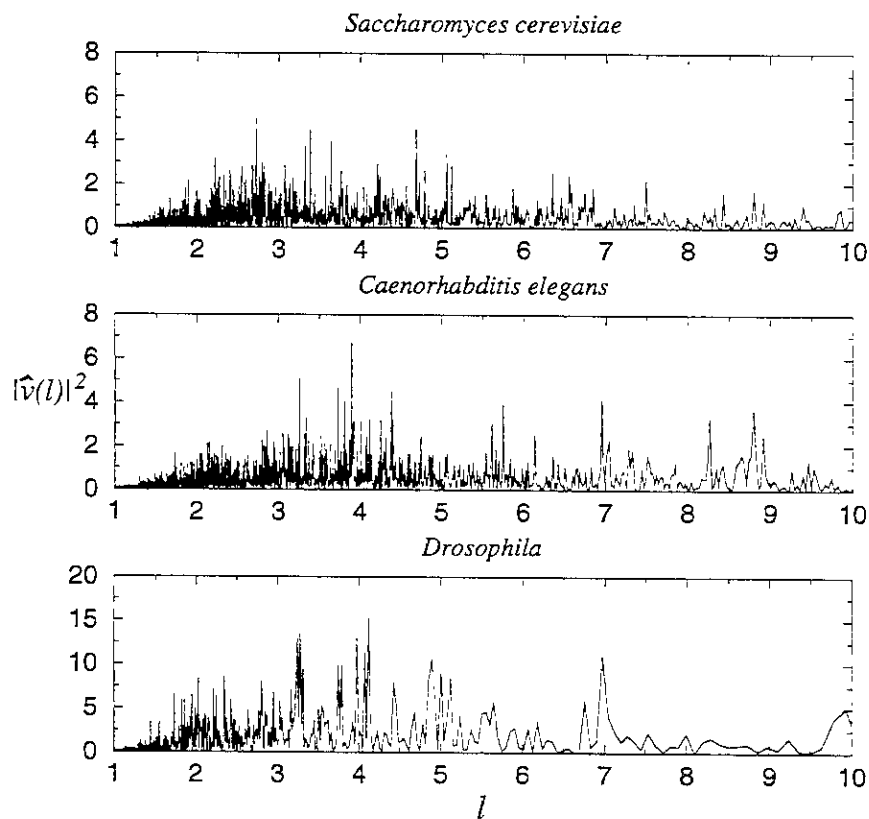 Saccharomyces cerevisiae
8
6
4
2
0
1 2 3 4 5 6 7 8 9 10
Caenorhabditis elegans
8
6
|v̂(l)|²
4
2
0
1 2 3 4 5 6 7 8 9 10
Drosophila
20
15
10
5
0
1 2 3 4 5 6 7 8 9 10
l